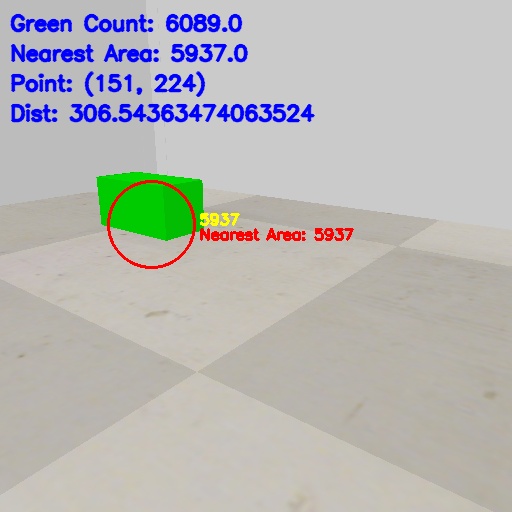 Green Count: 6089.0
Nearest Area: 5937.0
Point: (151, 224)
Dist: 306.54363474063524
5937
Nearest Area: 5937